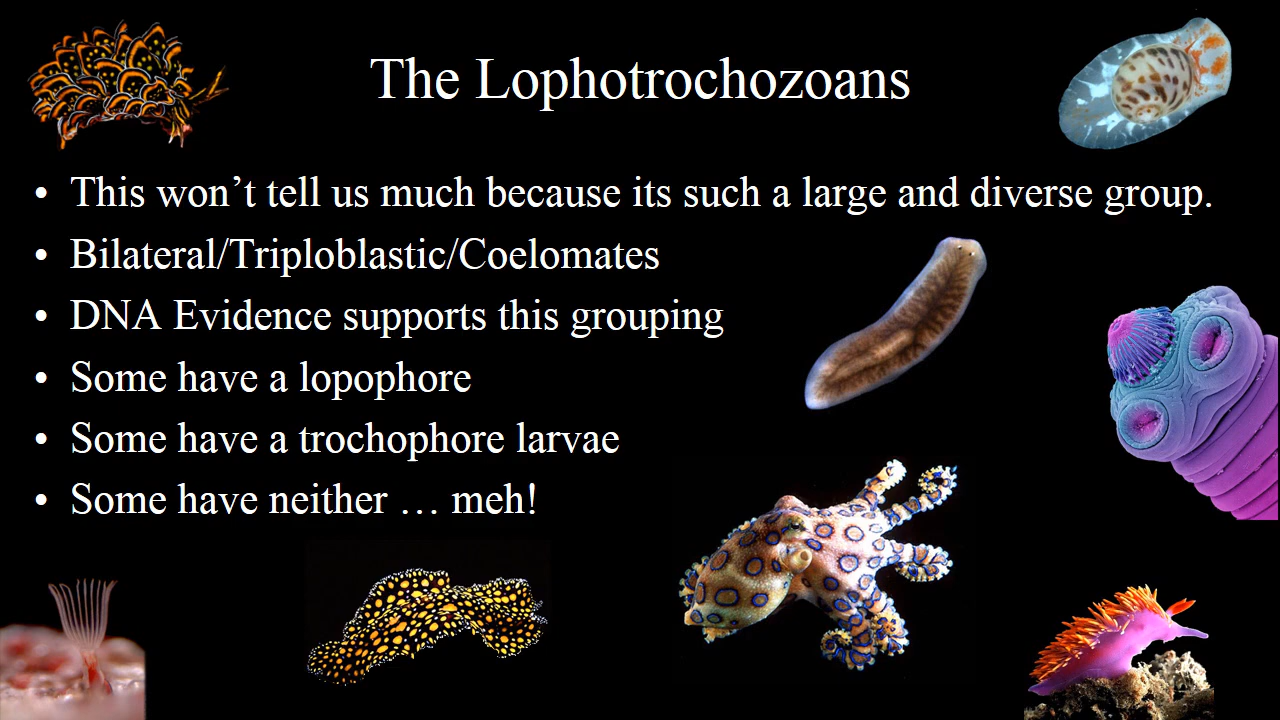 The Lophotrochozoans
• This won’t tell us much because its such a large and diverse group.
• Bilateral/Triploblastic/Coelomates
• DNA Evidence supports this grouping
• Some have a lopophore
• Some have a trochophore larvae
• Some have neither … meh!